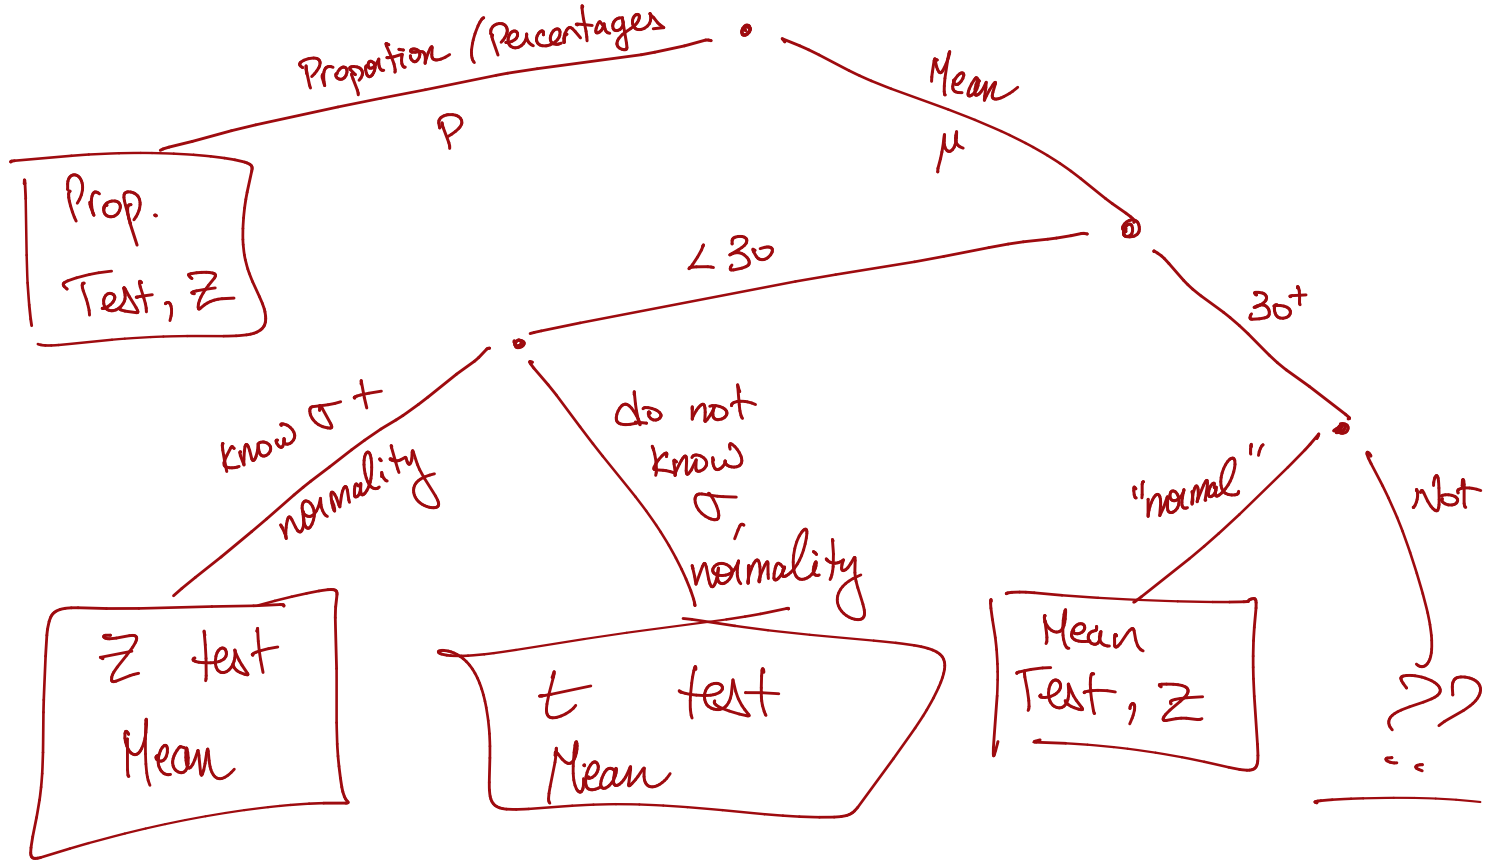 Proportion / Percentages
P
Mean
μ
Prop.
Test, Z
<30
30+
know σ +
normality
do not
know
σ,
normality
"normal"
Not
Z test
Mean
t test
Mean
Mean
Test, Z
??